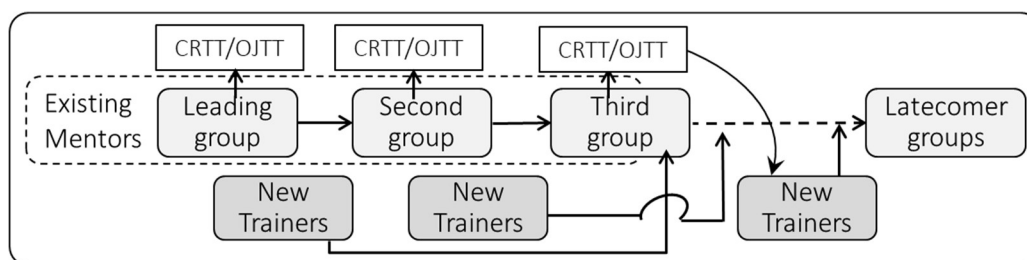 CRTT/OJTT
CRTT/OJTT
CRTT/OJTT
Existing
Mentors
Leading
group
Second
group
Third
group
Latecomer
groups
New
Trainers
New
Trainers
New
Trainers